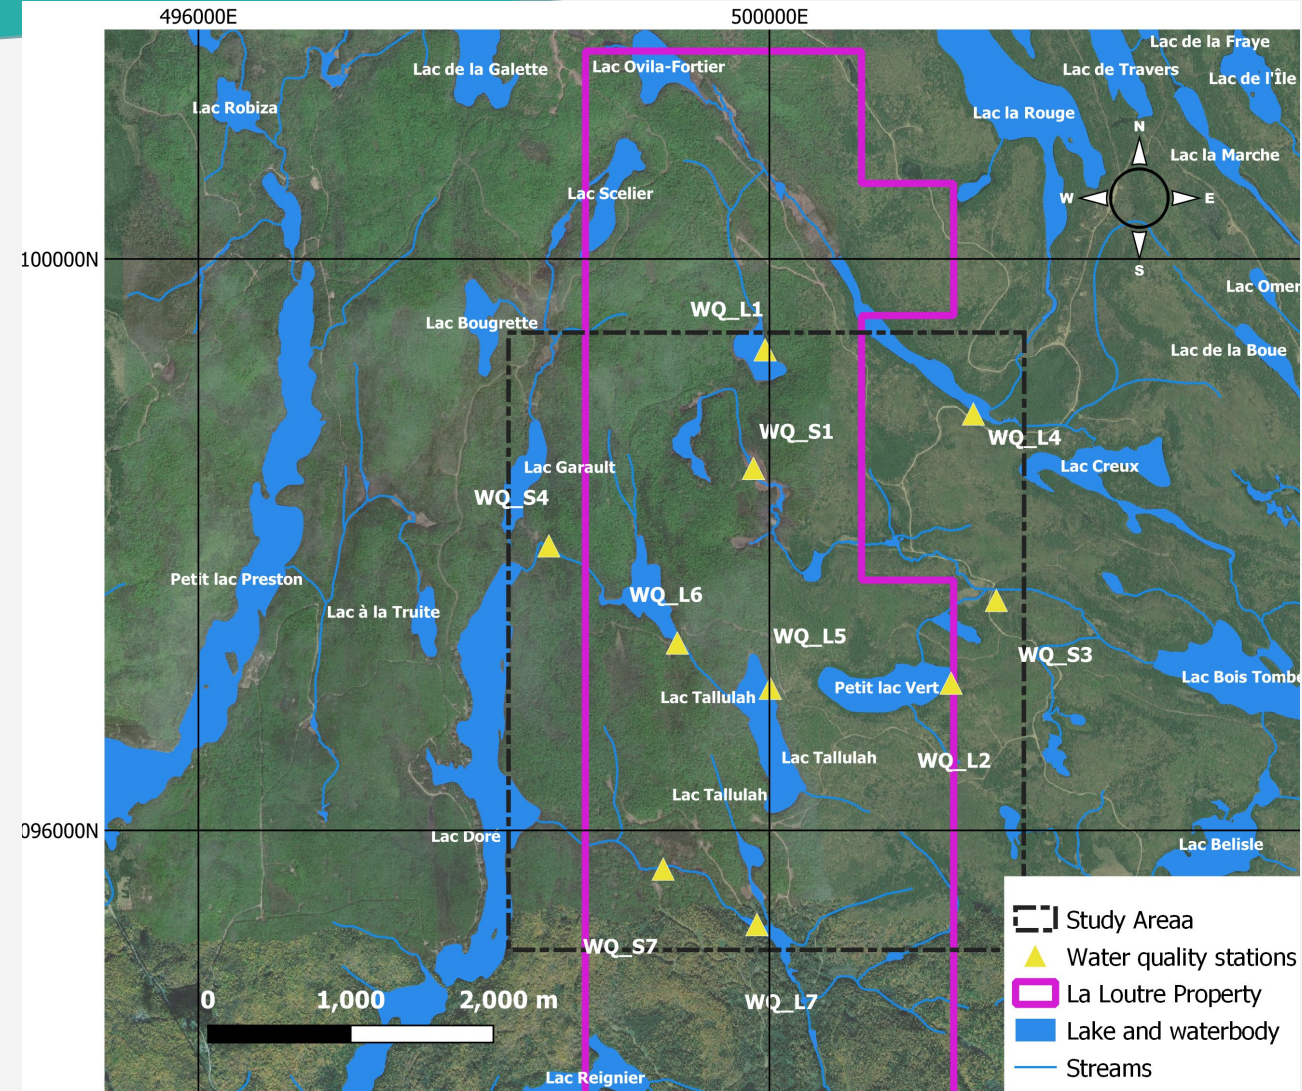 496000E
500000E
Lac de la Fraye
Lac de la Galette
Lac Ovila-Fortier
Lac de Travers
Lac de l'Île
Lac Robiza
Lac la Rouge
N
Lac la Marche
Lac Scelier
W
E
100000N
S
Lac Omer
WQ_L1
Lac Bougrette
Lac de la Boue
WQ_S1
WQ_L4
Lac Garault
Lac Creux
WQ_S4
Petit lac Preston
WQ_L6
Lac à la Truite
WQ_L5
WQ_S3
Lac Bois Tombe
Petit lac Vert
Lac Tallulah
Lac Tallulah
WQ_L2
Lac Tallulah
096000N
Lac Doré
Lac Belisle
Study Areaa
WQ_S7
Water quality stations
0 1,000 2,000 m
WQ_L7
La Loutre Property
Lake and waterbody
Streams
Lac Reignier